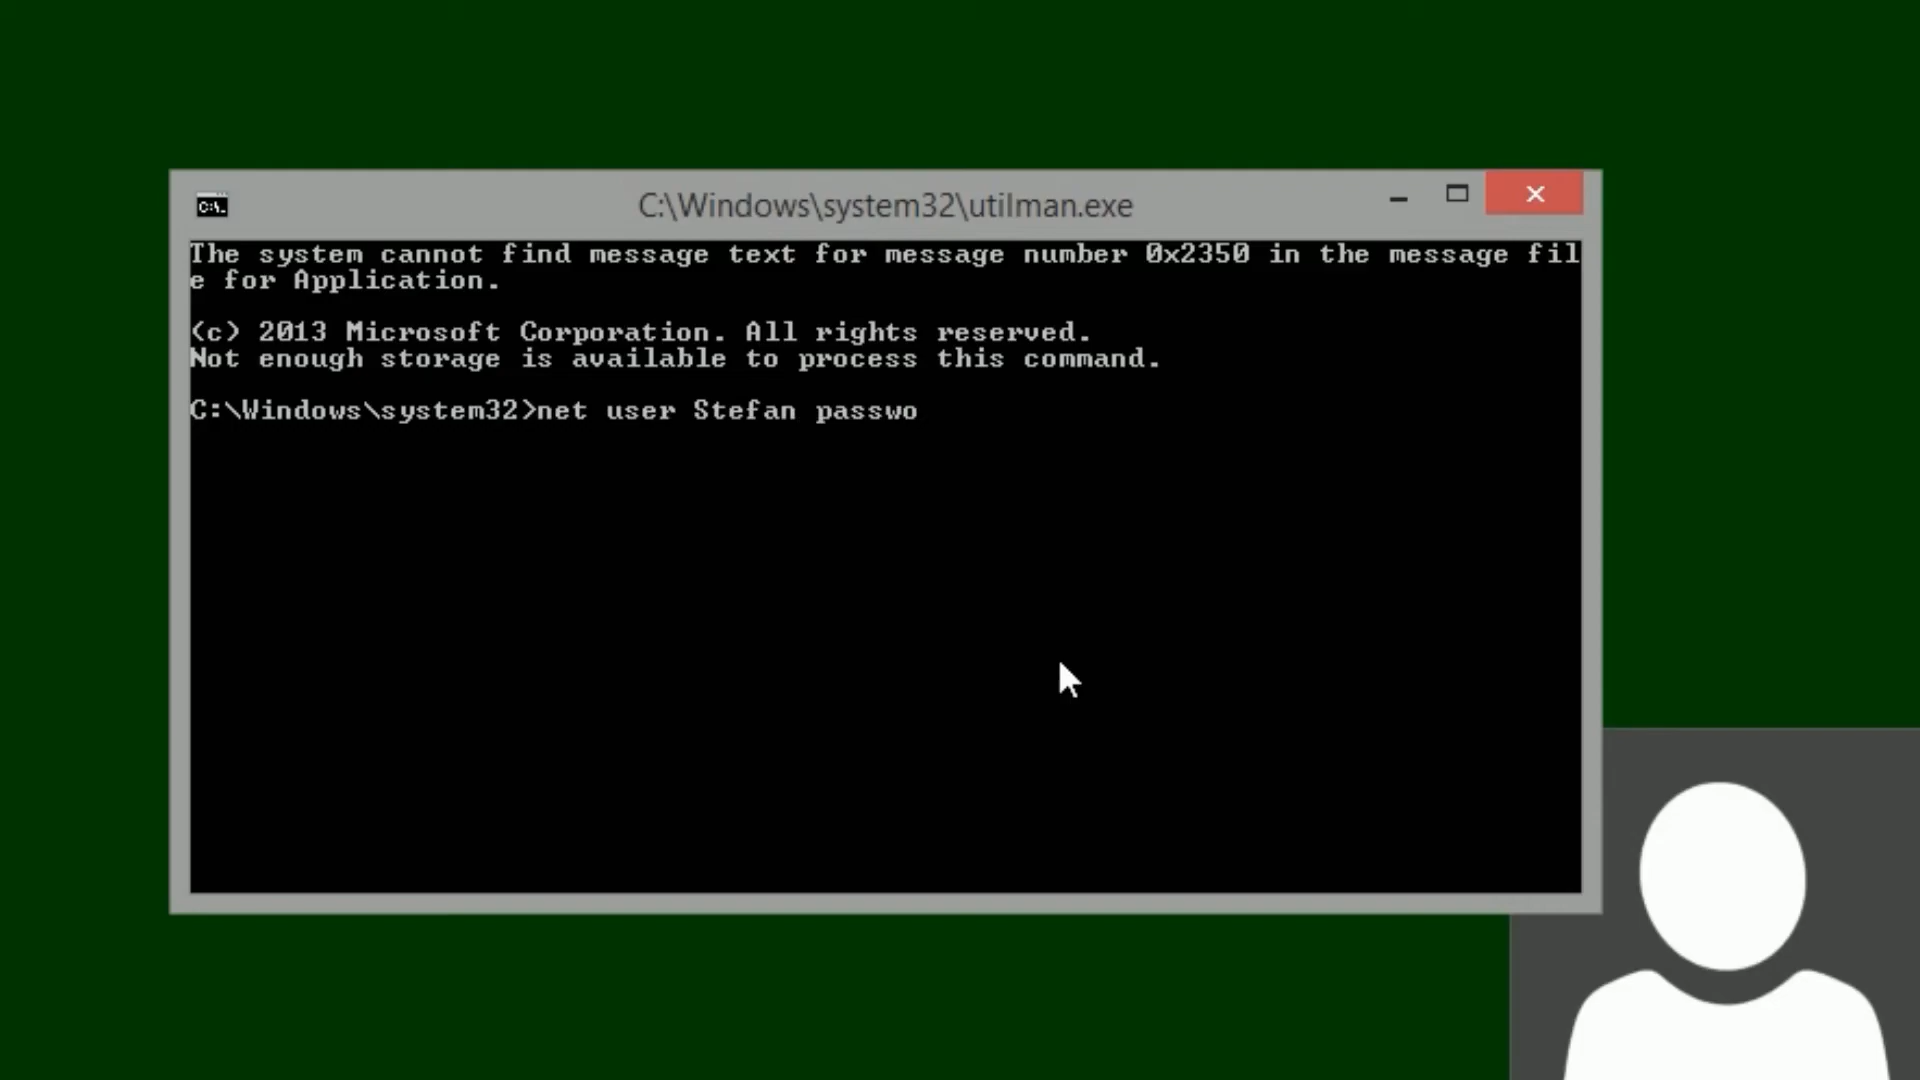 C:\Windows\system32\utilman.exe
The system cannot find message text for message number 0x2350 in the message fil
e for Application.
(c) 2013 Microsoft Corporation. All rights reserved.
Not enough storage is available to process this command.
C:\Windows\system32>net user Stefan passwo